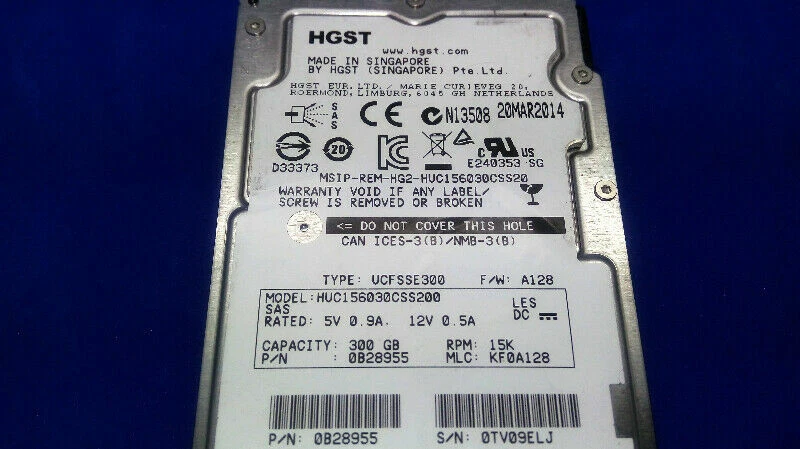 HGST
www.hgst.com
MADE IN SINGAPORE
BY HGST (SINGAPORE) Pte.Ltd.
HGST EUR.LTD./ MARIE CURIEVEG 20,
ROERMOND, LIMBURG, 6045 GH NETHERLANDS
SAS
CE
N13508 20MAR2014
D33373
20
c UR US
E240353 SG
MSIP-REM-HG2-HUC156030CSS20
WARRANTY VOID IF ANY LABEL/
SCREW IS REMOVED OR BROKEN
<= DO NOT COVER THIS HOLE
CAN ICES-3(B)/NMB-3(B)
TYPE: UCFSSE300 F/W: A128
MODEL:HUC156030CSS200 LES
SAS DC
RATED: 5V 0.9A. 12V 0.5A
CAPACITY: 300 GB RPM: 15K
P/N : 0B28955 MLC: KF0A128
P/N: 0B28955 S/N: 0TV09ELJ